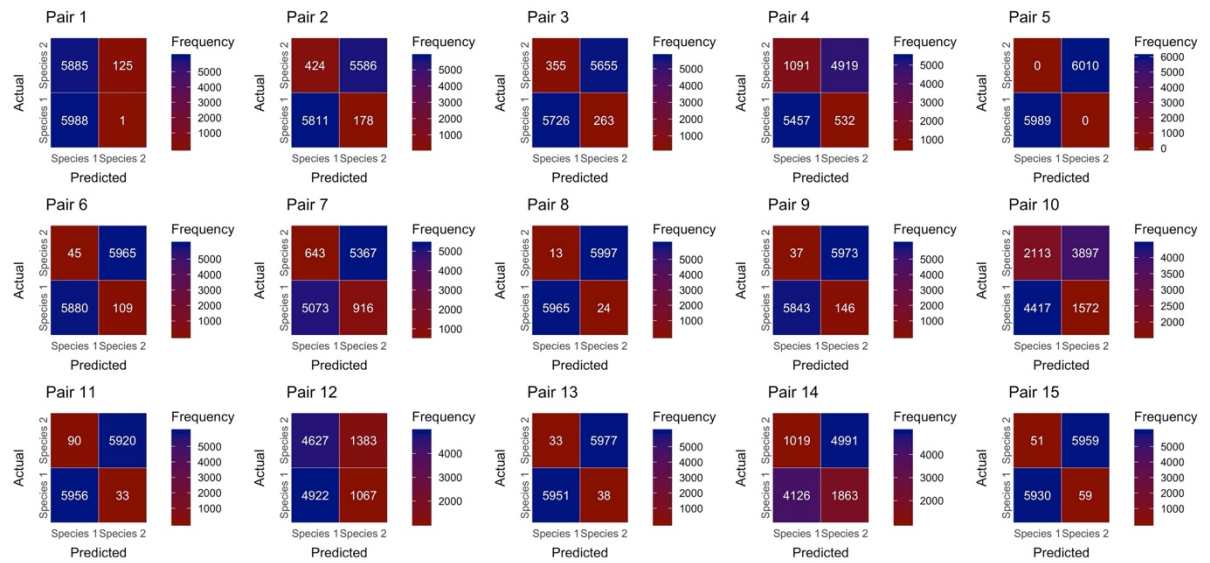 Pair 1
Frequency
Actual
Species 2
5885 125
Species 1
5988 1
5000
4000
3000
2000
1000
Species 1 Species 2
Predicted
Pair 2
Frequency
Actual
Species 2
424 5586
Species 1
5811 178
5000
4000
3000
2000
1000
Species 1 Species 2
Predicted
Pair 3
Frequency
Actual
Species 2
355 5655
Species 1
5726 263
5000
4000
3000
2000
1000
Species 1 Species 2
Predicted
Pair 4
Frequency
Actual
Species 2
1091 4919
Species 1
5457 532
5000
4000
3000
2000
1000
Species 1 Species 2
Predicted
Pair 5
Frequency
Actual
Species 2
0 6010
Species 1
5989 0
6000
5000
4000
3000
2000
1000
0
Species 1 Species 2
Predicted
Pair 6
Frequency
Actual
Species 2
45 5965
Species 1
5880 109
5000
4000
3000
2000
1000
Species 1 Species 2
Predicted
Pair 7
Frequency
Actual
Species 2
643 5367
Species 1
5073 916
5000
4000
3000
2000
1000
Species 1 Species 2
Predicted
Pair 8
Frequency
Actual
Species 2
13 5997
Species 1
5965 24
5000
4000
3000
2000
1000
Species 1 Species 2
Predicted
Pair 9
Frequency
Actual
Species 2
37 5973
Species 1
5843 146
5000
4000
3000
2000
1000
Species 1 Species 2
Predicted
Pair 10
Frequency
Actual
Species 2
2113 3897
Species 1
4417 1572
4000
3500
3000
2500
2000
Species 1 Species 2
Predicted
Pair 11
Frequency
Actual
Species 2
90 5920
Species 1
5956 33
5000
4000
3000
2000
1000
Species 1 Species 2
Predicted
Pair 12
Frequency
Actual
Species 2
4627 1383
Species 1
4922 1067
4000
3000
2000
Species 1 Species 2
Predicted
Pair 13
Frequency
Actual
Species 2
33 5977
Species 1
5951 38
5000
4000
3000
2000
1000
Species 1 Species 2
Predicted
Pair 14
Frequency
Actual
Species 2
1019 4991
Species 1
4126 1863
4000
3000
2000
Species 1 Species 2
Predicted
Pair 15
Frequency
Actual
Species 2
51 5959
Species 1
5930 59
5000
4000
3000
2000
1000
Species 1 Species 2
Predicted